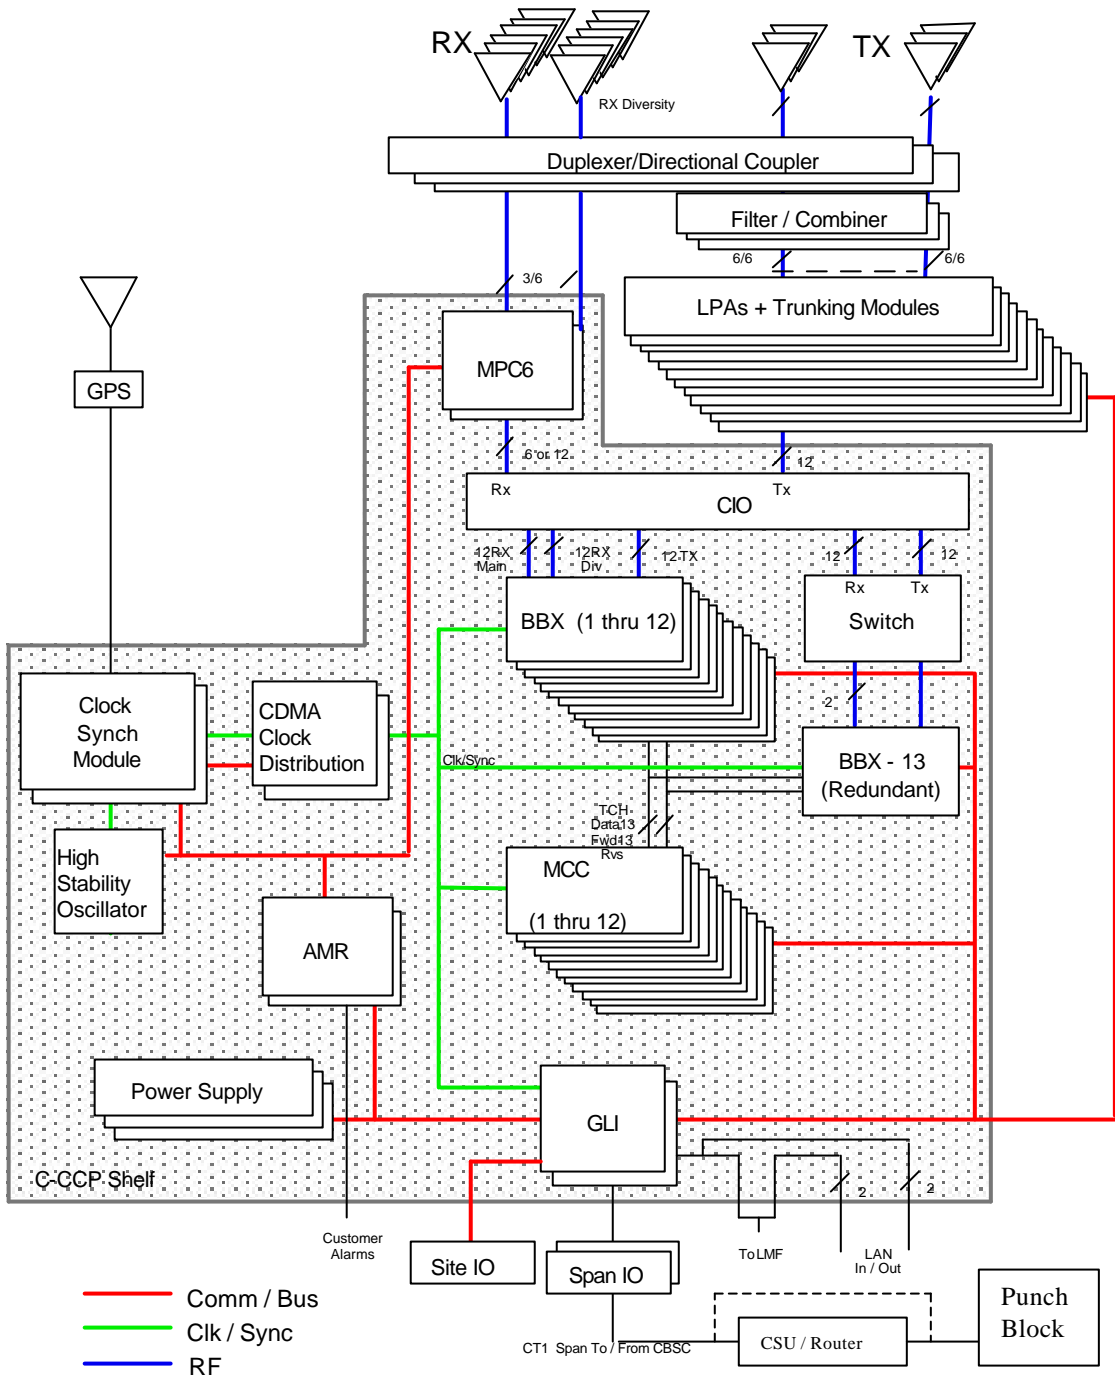 RX
TX
RX Diversity
Duplexer/Directional Coupler
Filter / Combiner
6/6
6/6
3/6
LPAs + Trunking Modules
GPS
MPC6
6 or 12
12
Rx
Tx
CIO
12RX
Main
12RX
Div
12 TX
12
12
Rx
Tx
Switch
BBX (1 thru 12)
2
Clock
Synch
Module
CDMA
Clock
Distribution
Clk/Sync
BBX - 13
(Redundant)
TCH
Data13
Fwd13
Rvs
High
Stability
Oscillator
MCC
(1 thru 12)
AMR
Power Supply
GLI
C-CCP Shelf
2
2
Customer
Alarms
To LMF
LAN
In / Out
Site IO
Span IO
Comm / Bus
Clk / Sync
RF
CT1 Span To / From CBSC
CSU / Router
Punch
Block